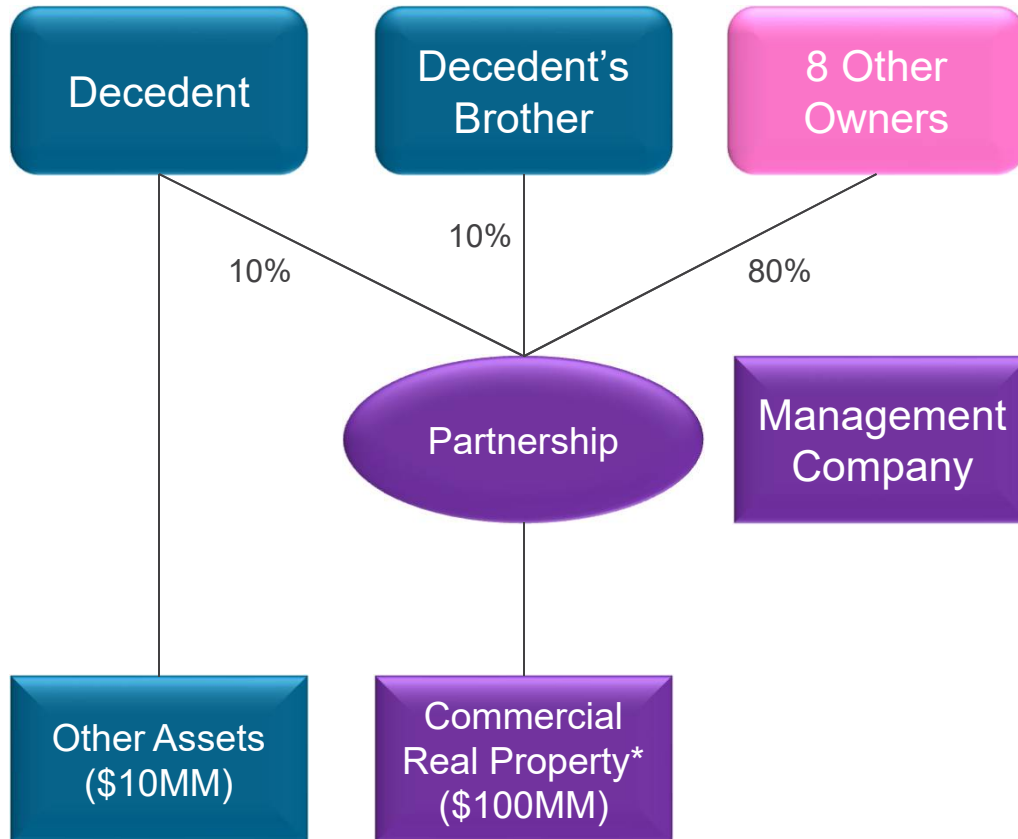 Decedent
Decedent’s
Brother
8 Other
Owners
10%
10%
80%
Partnership
Management
Company
Other Assets
($10MM)
Commercial
Real Property*
($100MM)